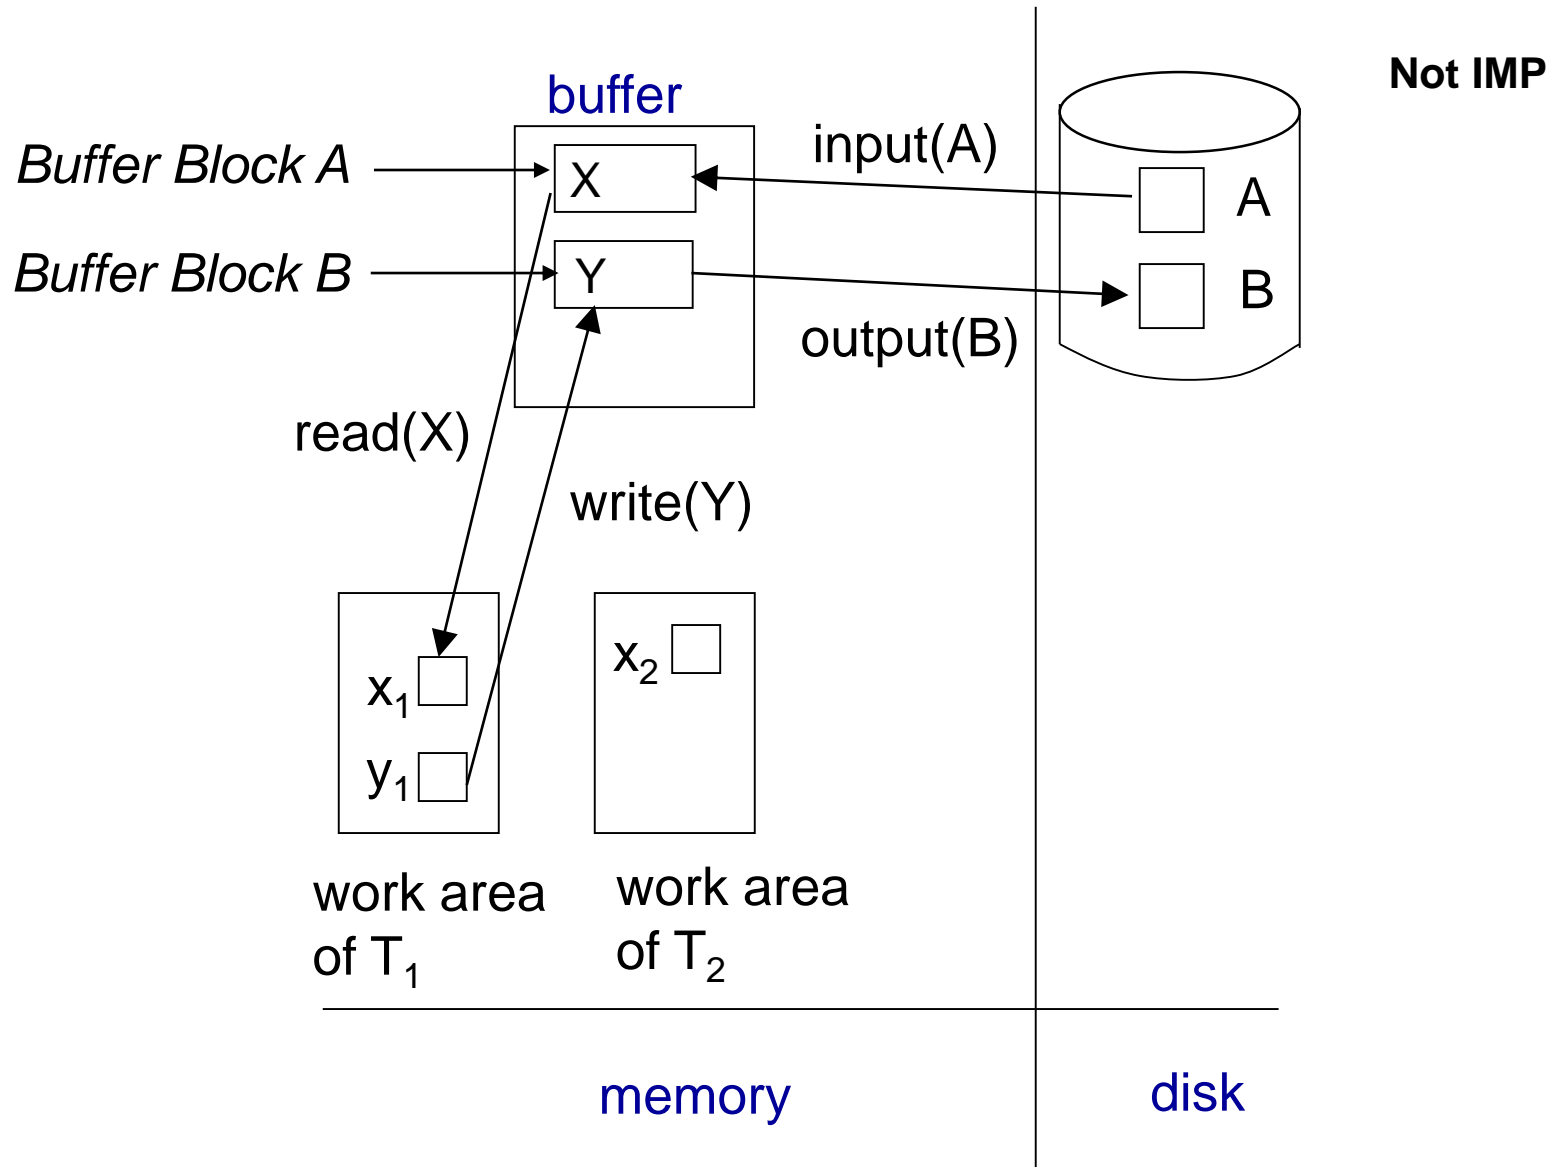 Not IMP
buffer
Buffer Block A
X
input(A)
A
Buffer Block B
Y
output(B)
B
read(X)
write(Y)
x₁
y₁
x₂
work area
of T₁
work area
of T₂
memory
disk